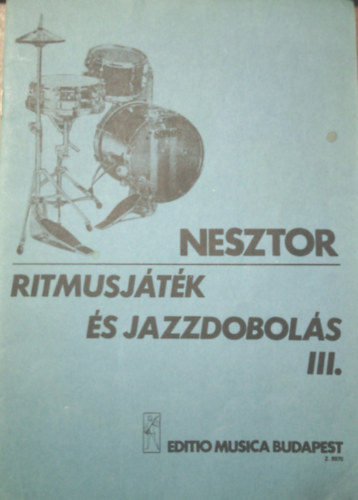 NESZTOR
RITMUSJÁTÉK
ÉS JAZZDOBOLÁS
III.
EDITIO MUSICA BUDAPEST